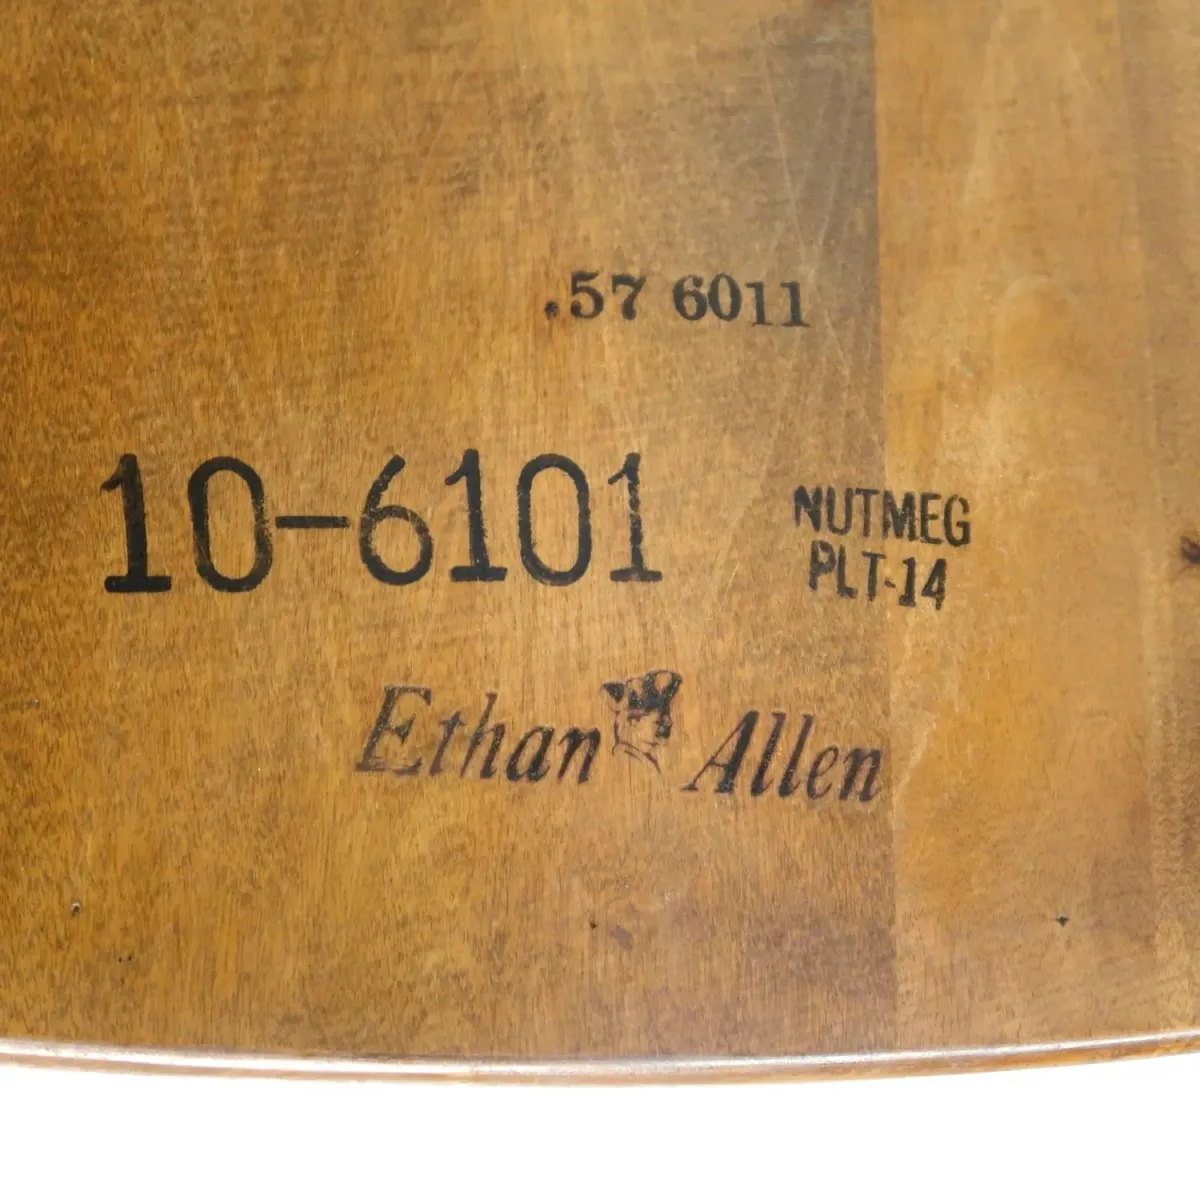 .57 6011
10-6101
NUTMEG
PLT-14
Ethan Allen